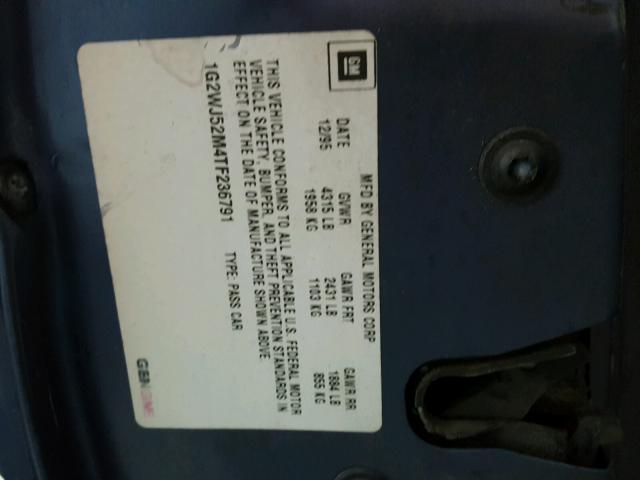 GM
MFD BY GENERAL MOTORS CORP
DATE GVWR GAWR FRT GAWR RR
12/95 4315 LB 2431 LB 1884 LB
1958 KG 1103 KG 855 KG
THIS VEHICLE CONFORMS TO ALL APPLICABLE U.S. FEDERAL MOTOR
VEHICLE SAFETY, BUMPER, AND THEFT PREVENTION STANDARDS IN
EFFECT ON THE DATE OF MANUFACTURE SHOWN ABOVE.
1G2WJ52M4TF236791 TYPE: PASS CAR